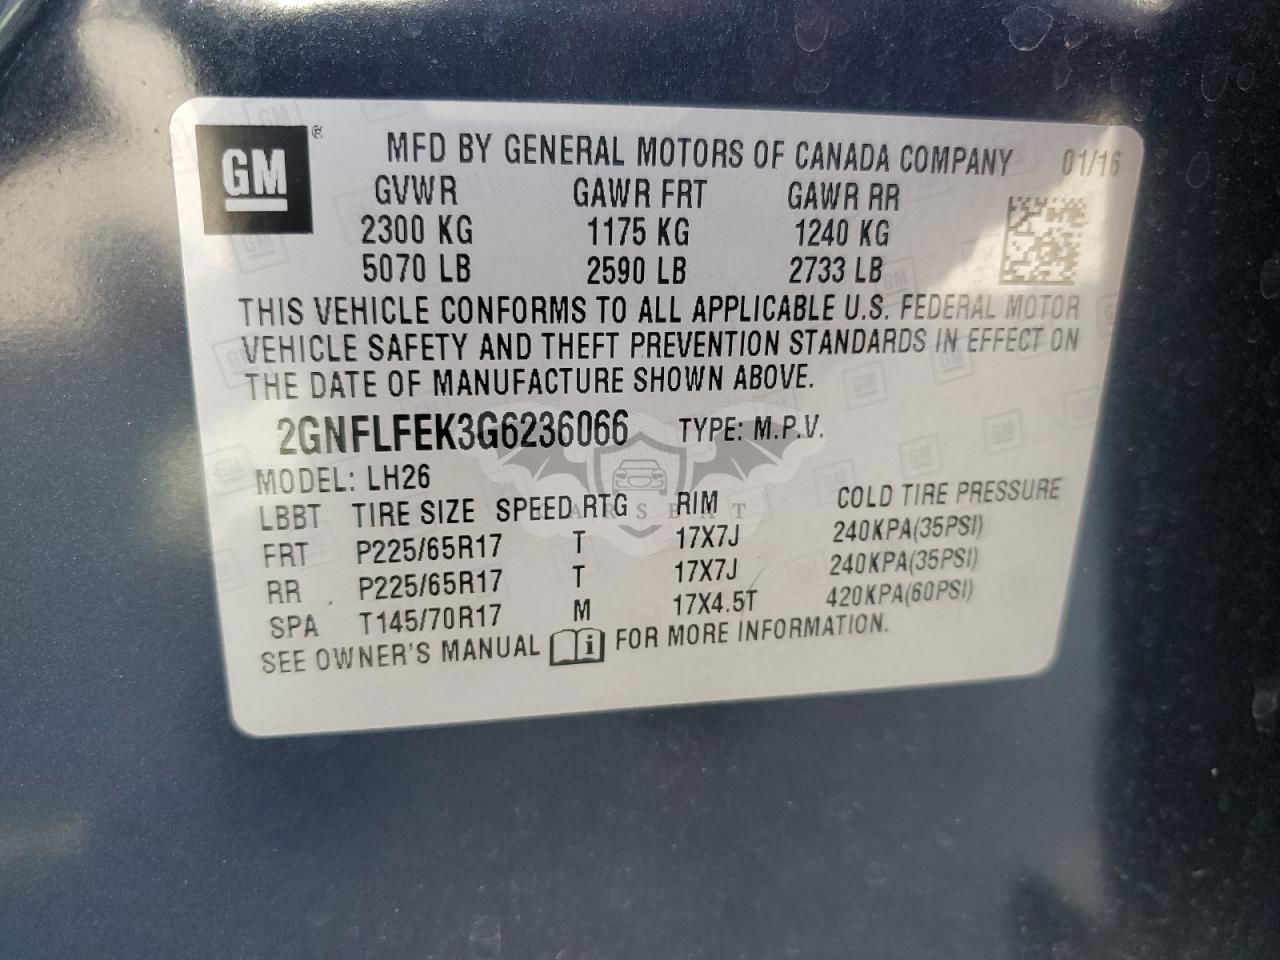 GM ® MFD BY GENERAL MOTORS OF CANADA COMPANY 01/16
GVWR GAWR FRT GAWR RR
2300 KG 1175 KG 1240 KG
5070 LB 2590 LB 2733 LB
THIS VEHICLE CONFORMS TO ALL APPLICABLE U.S. FEDERAL MOTOR
VEHICLE SAFETY AND THEFT PREVENTION STANDARDS IN EFFECT ON
THE DATE OF MANUFACTURE SHOWN ABOVE.
2GNFLFEK3G6236066 TYPE: M.P.V.
MODEL: LH26
LBBT TIRE SIZE SPEED RTG RIM COLD TIRE PRESSURE
FRT P225/65R17 T 17X7J 240KPA(35PSI)
RR P225/65R17 T 17X7J 240KPA(35PSI)
SPA T145/70R17 M 17X4.5T 420KPA(60PSI)
SEE OWNER'S MANUAL FOR MORE INFORMATION.